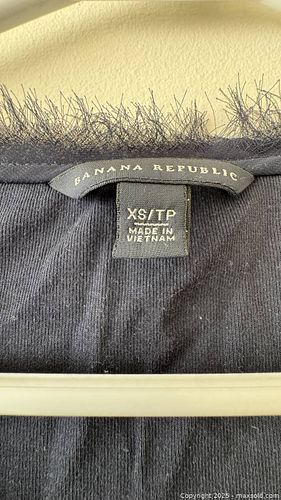 BANANA REPUBLIC
XS/TP
MADE IN
VIETNAM
Copyright 2025 - maxsold.com